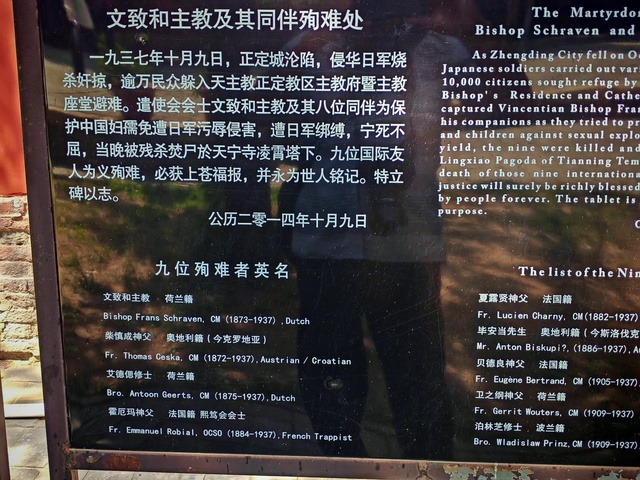 文致和主教及其同伴殉难处
一九三七年十月九日，正定城沦陷，侵华日军烧
杀奸掠，逾万民众躲入天主教正定教区主教府暨主教
座堂避难。遣使会会士文致和主教及其八位同伴为保
护中国妇孺免遭日军污辱侵害，遭日军绑缚，宁死不
屈，当晚被残杀焚尸於天宁寺凌霄塔下。九位国际友
人为义殉难，必获上苍福报，并永为世人铭记。特立
碑以志。
公历二零一四年十月九日
九位殉难者英名
文致和主教 荷兰籍
Bishop Frans Schraven, CM (1873-1937) ,Dutch
柴慎成神父 奥地利籍（今克罗地亚）
Fr. Thomas Ceska, CM (1872-1937),Austrian / Croatian
艾德偲修士 荷兰籍
Bro. Antoon Geerts, CM (1875-1937),Dutch
霍厄玛神父 法国籍 熙笃会会士
Fr. Emmanuel Robial, OCSO (1884-1937),French Trappist
The Martyrdo
Bishop Schraven and
As Zhengding City fell on Oc
Japanese soldiers carried out var
10,000 citizens sought refuge by
Bishop's Residence and Cathe
captured Vincentian Bishop Fran
his companions as they tried to pr
and children against sexual explo
yield, the nine were killed and
Lingxiao Pagoda of Tianning Tem
death of those nine internationa
justice will surely be richly blessed
by people forever. The tablet is
purpose.
The list of the Nin
夏露贤神父 法国籍
Fr. Lucien Charny, CM (1882-1937)
毕安当先生 奥地利籍（今斯洛伐克
Mr. Anton Biskupi?, (1886-1937),Au
贝德良神父 法国籍
Fr. Eugène Bertrand, CM (1905-1937)
卫之纲神父 荷兰籍
Fr. Gerrit Wouters, CM (1909-1937)
泊林芝修士 波兰籍
Bro. Wladislaw Prinz,CM (1909-1937)